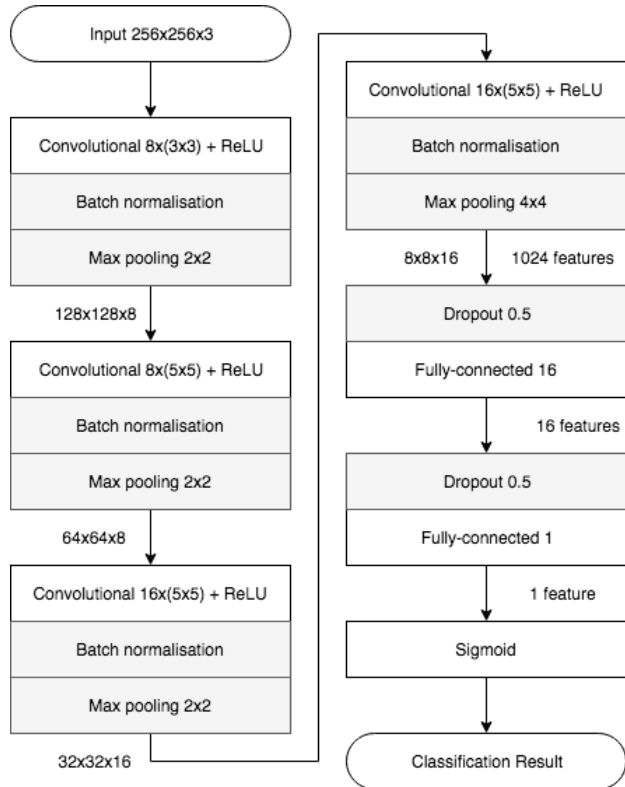 Input 256x256x3
Convolutional 8x(3x3) + ReLU
Batch normalisation
Max pooling 2x2
128x128x8
Convolutional 8x(5x5) + ReLU
Batch normalisation
Max pooling 2x2
64x64x8
Convolutional 16x(5x5) + ReLU
Batch normalisation
Max pooling 2x2
32x32x16
Convolutional 16x(5x5) + ReLU
Batch normalisation
Max pooling 4x4
8x8x16 1024 features
Dropout 0.5
Fully-connected 16
16 features
Dropout 0.5
Fully-connected 1
1 feature
Sigmoid
Classification Result